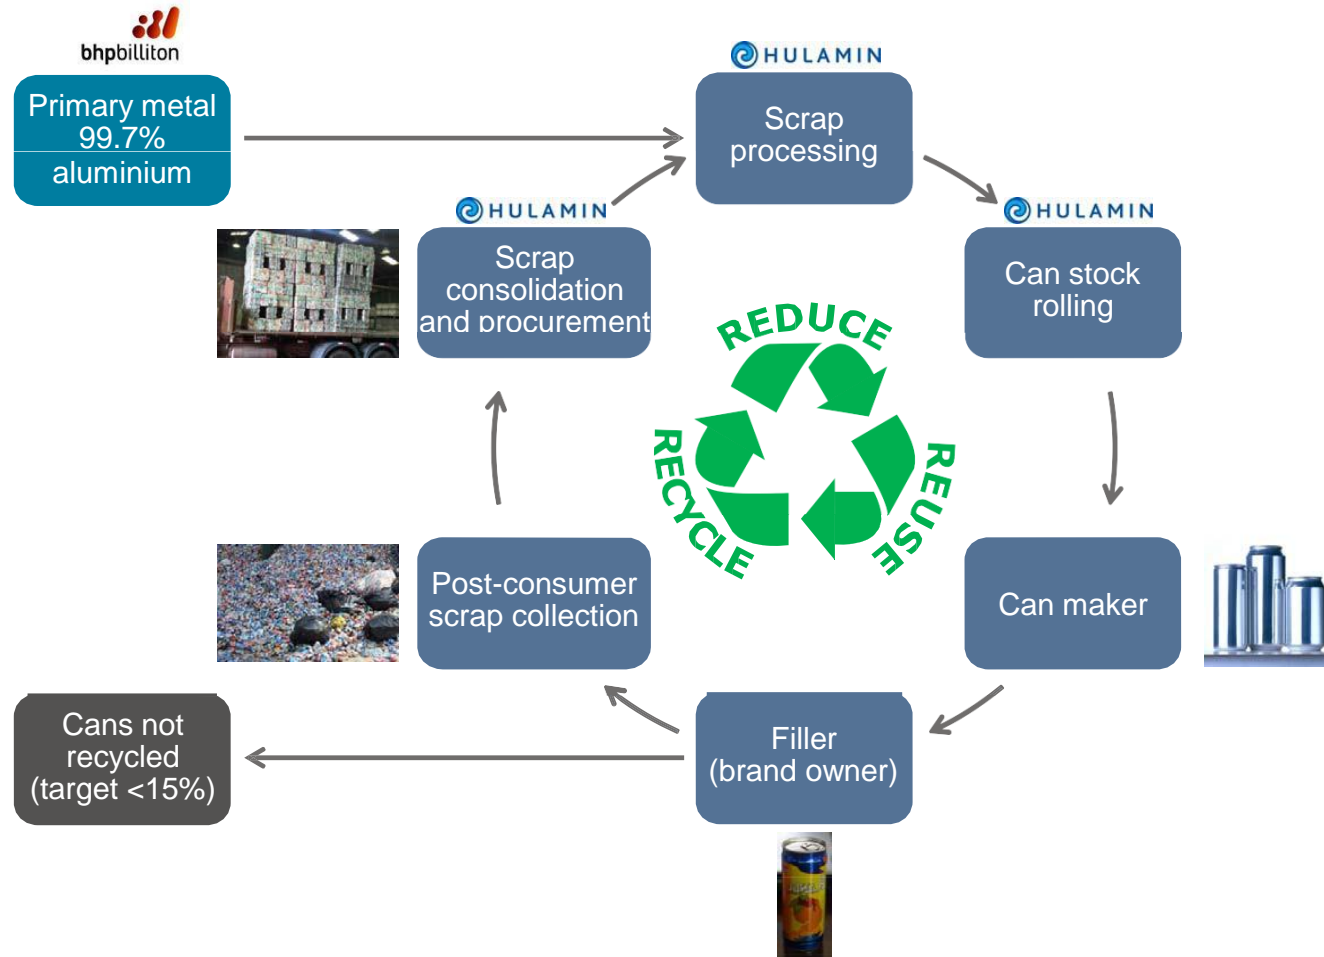 bhpbilliton
Primary metal
99.7%
aluminium
HULAMIN
Scrap
processing
HULAMIN
Scrap
consolidation
and procurement
HULAMIN
Can stock
rolling
REDUCE
REUSE
RECYCLE
Post-consumer
scrap collection
Can maker
Cans not
recycled
(target <15%)
Filler
(brand owner)